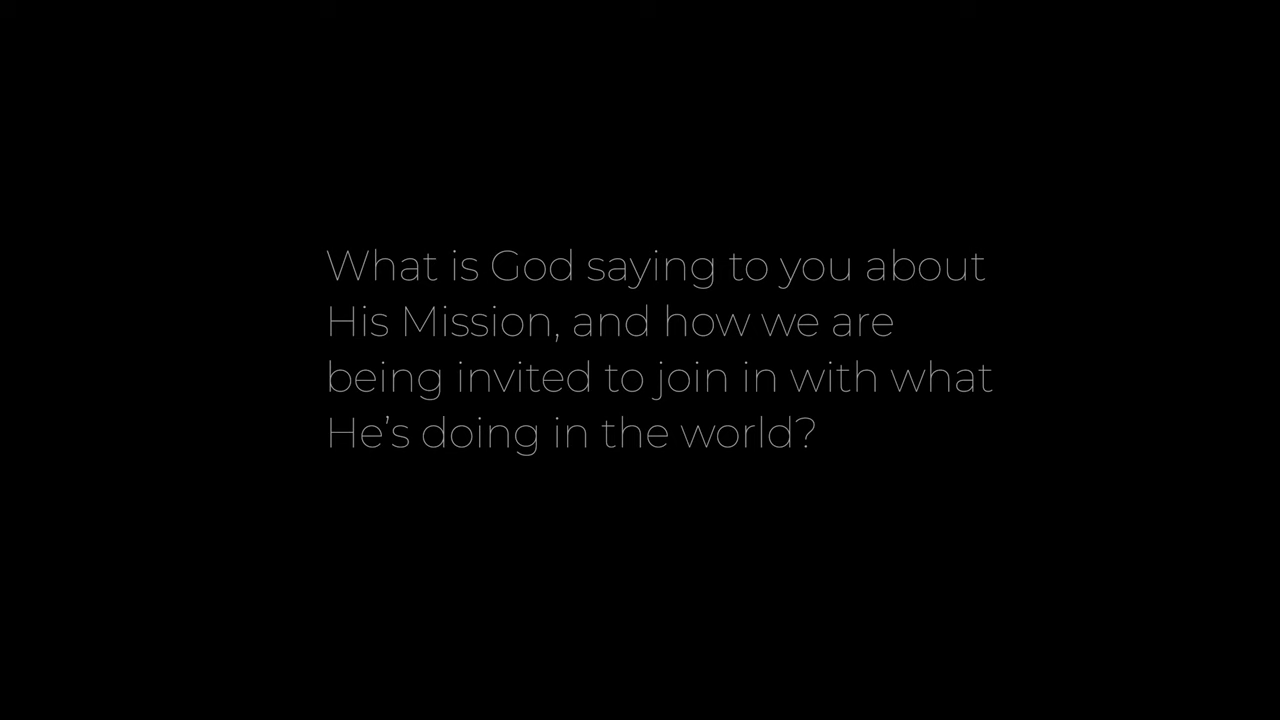 What is God saying to you about
His Mission, and how we are
being invited to join in with what
He’s doing in the world?